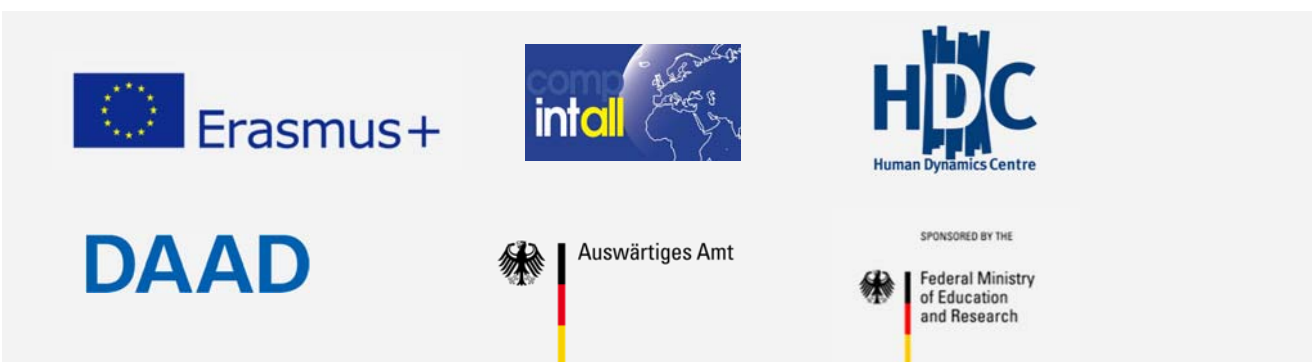 Erasmus+
comp
intall
HDC
Human Dynamics Centre
DAAD
Auswärtiges Amt
SPONSORED BY THE
Federal Ministry
of Education
and Research